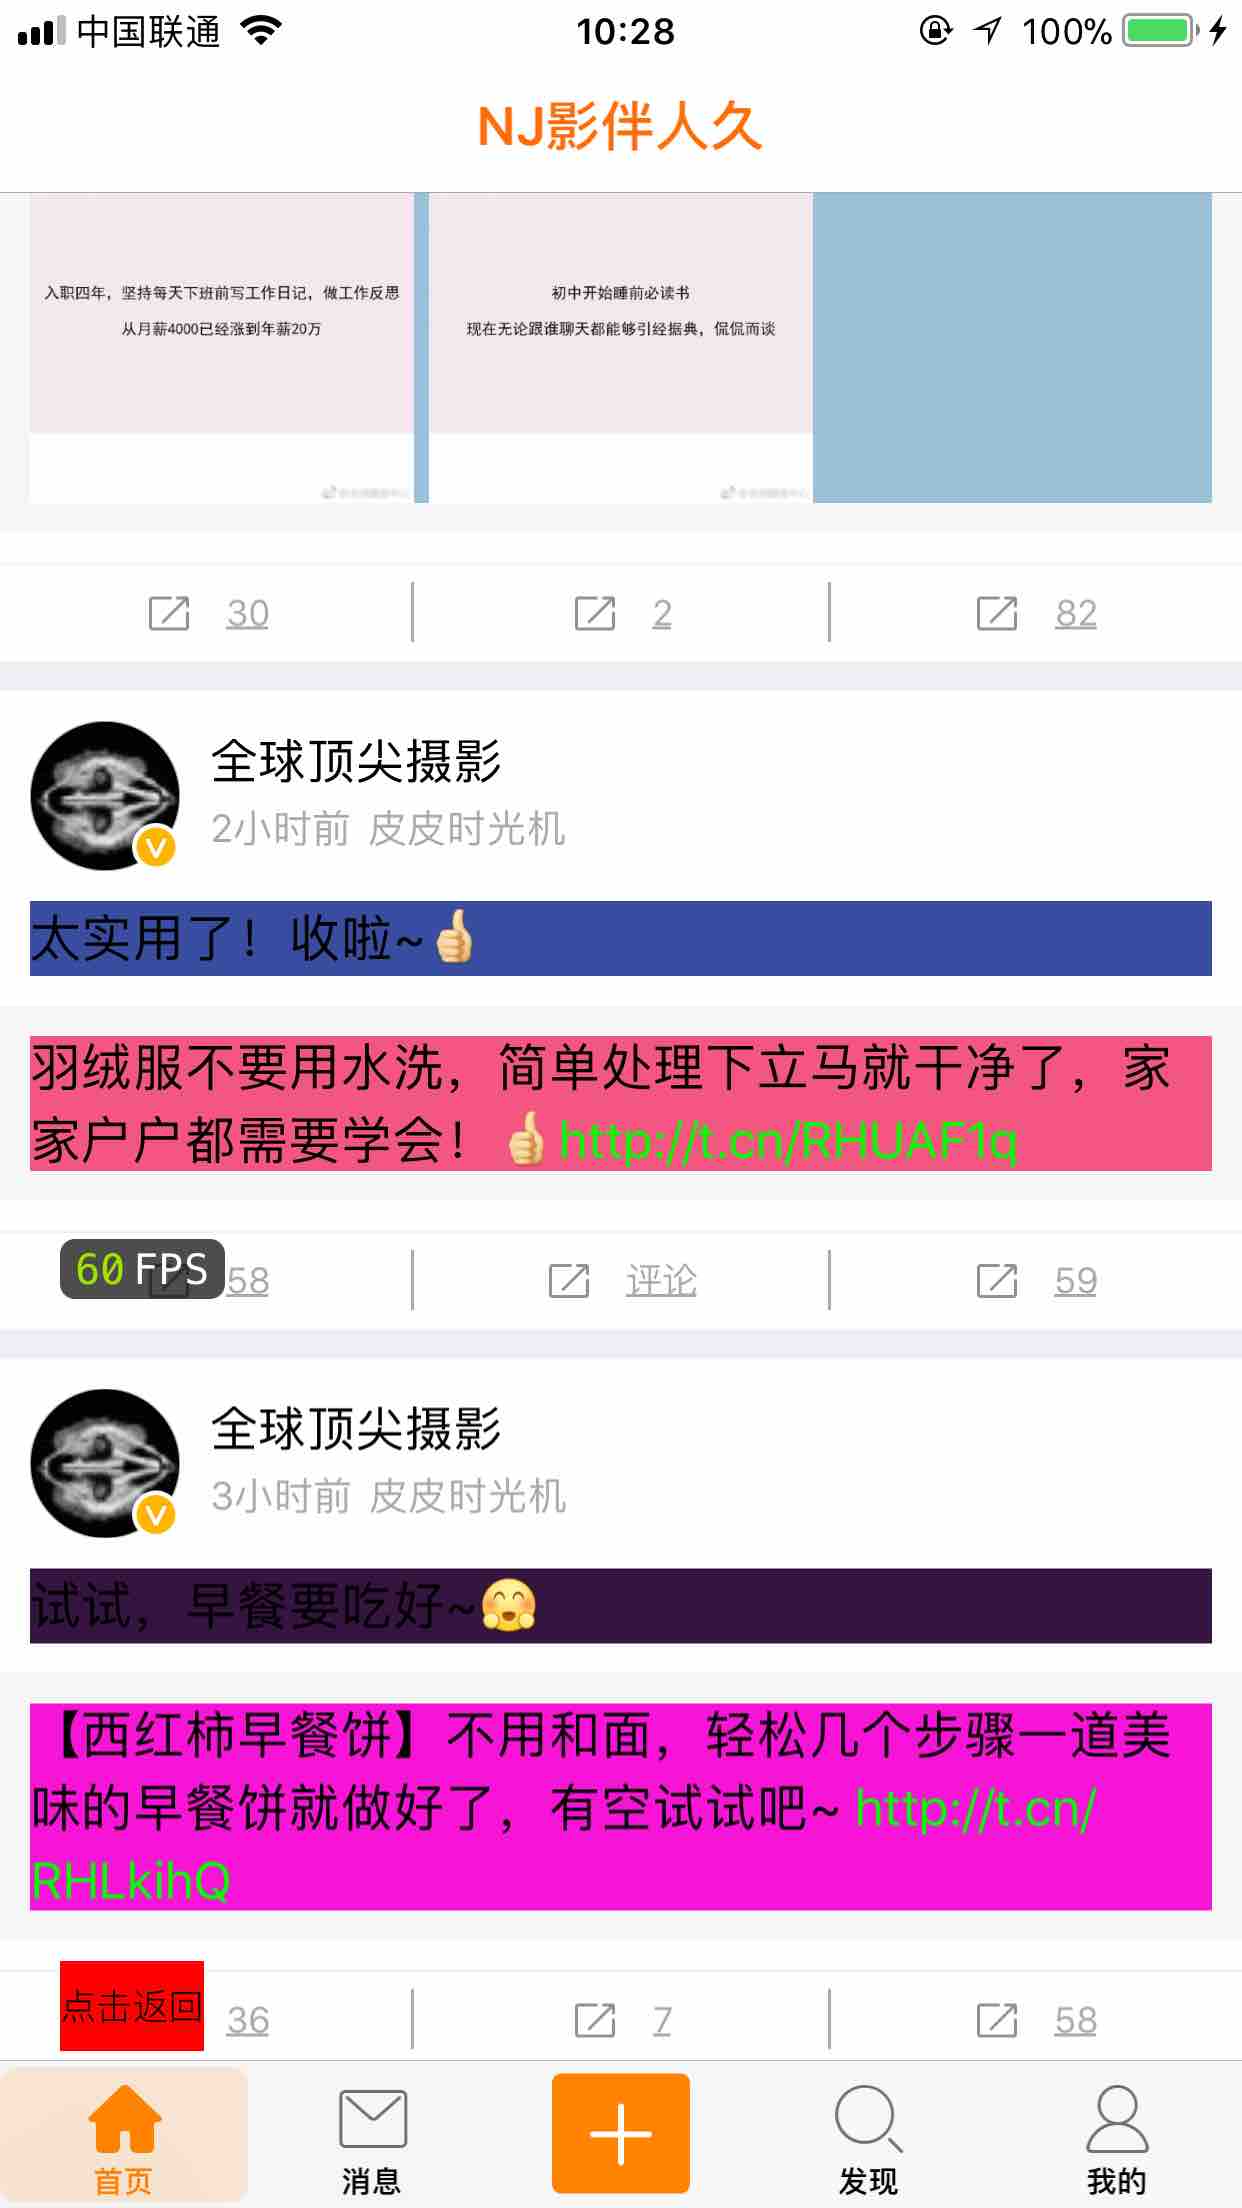 中国联通
10:28
100%
NJ影伴人久
入职四年，坚持每天下班前写工作日记，做工作反思
从月薪4000已经涨到年薪20万
初中开始睡前必读书
现在无论跟谁聊天都能够引经据典，侃侃而谈
30
2
82
全球顶尖摄影
2小时前 皮皮时光机
太实用了！收啦~
羽绒服不要用水洗，简单处理下立马就干净了，家
家户户都需要学会！http://t.cn/RHUAF1q
60 FPS
58
评论
59
全球顶尖摄影
3小时前 皮皮时光机
试试，早餐要吃好~
【西红柿早餐饼】不用和面，轻松几个步骤一道美
味的早餐饼就做好了，有空试试吧~ http://t.cn/
RHLkihQ
点击返回
36
7
58
首页
消息
发现
我的